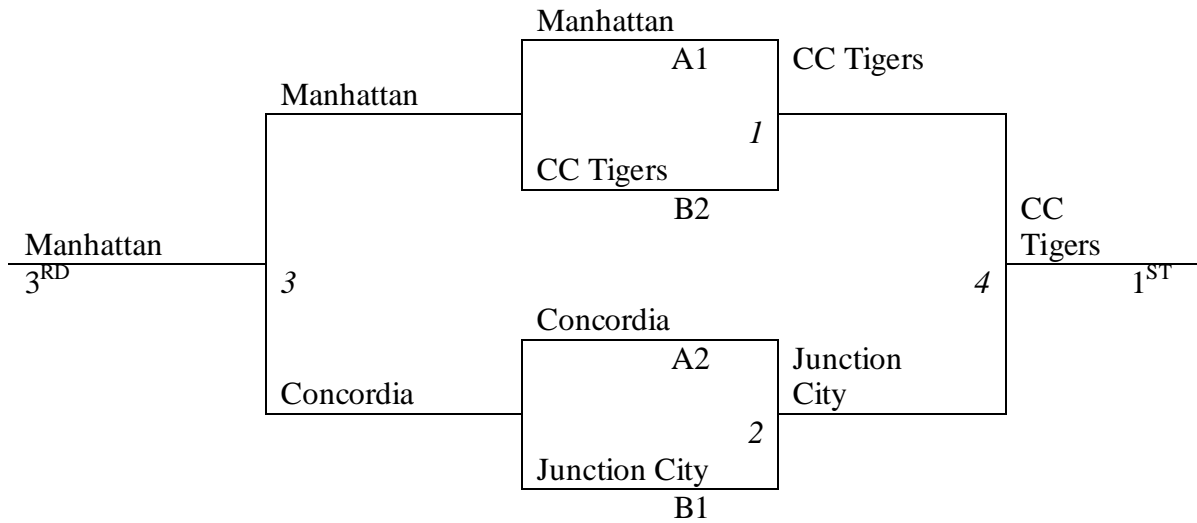 Manhattan
A1
CC Tigers
Manhattan
1
CC Tigers
B2
CC
Tigers
Manhattan
3RD
3
4
1ST
Concordia
A2
Junction
City
Concordia
2
Junction City
B1